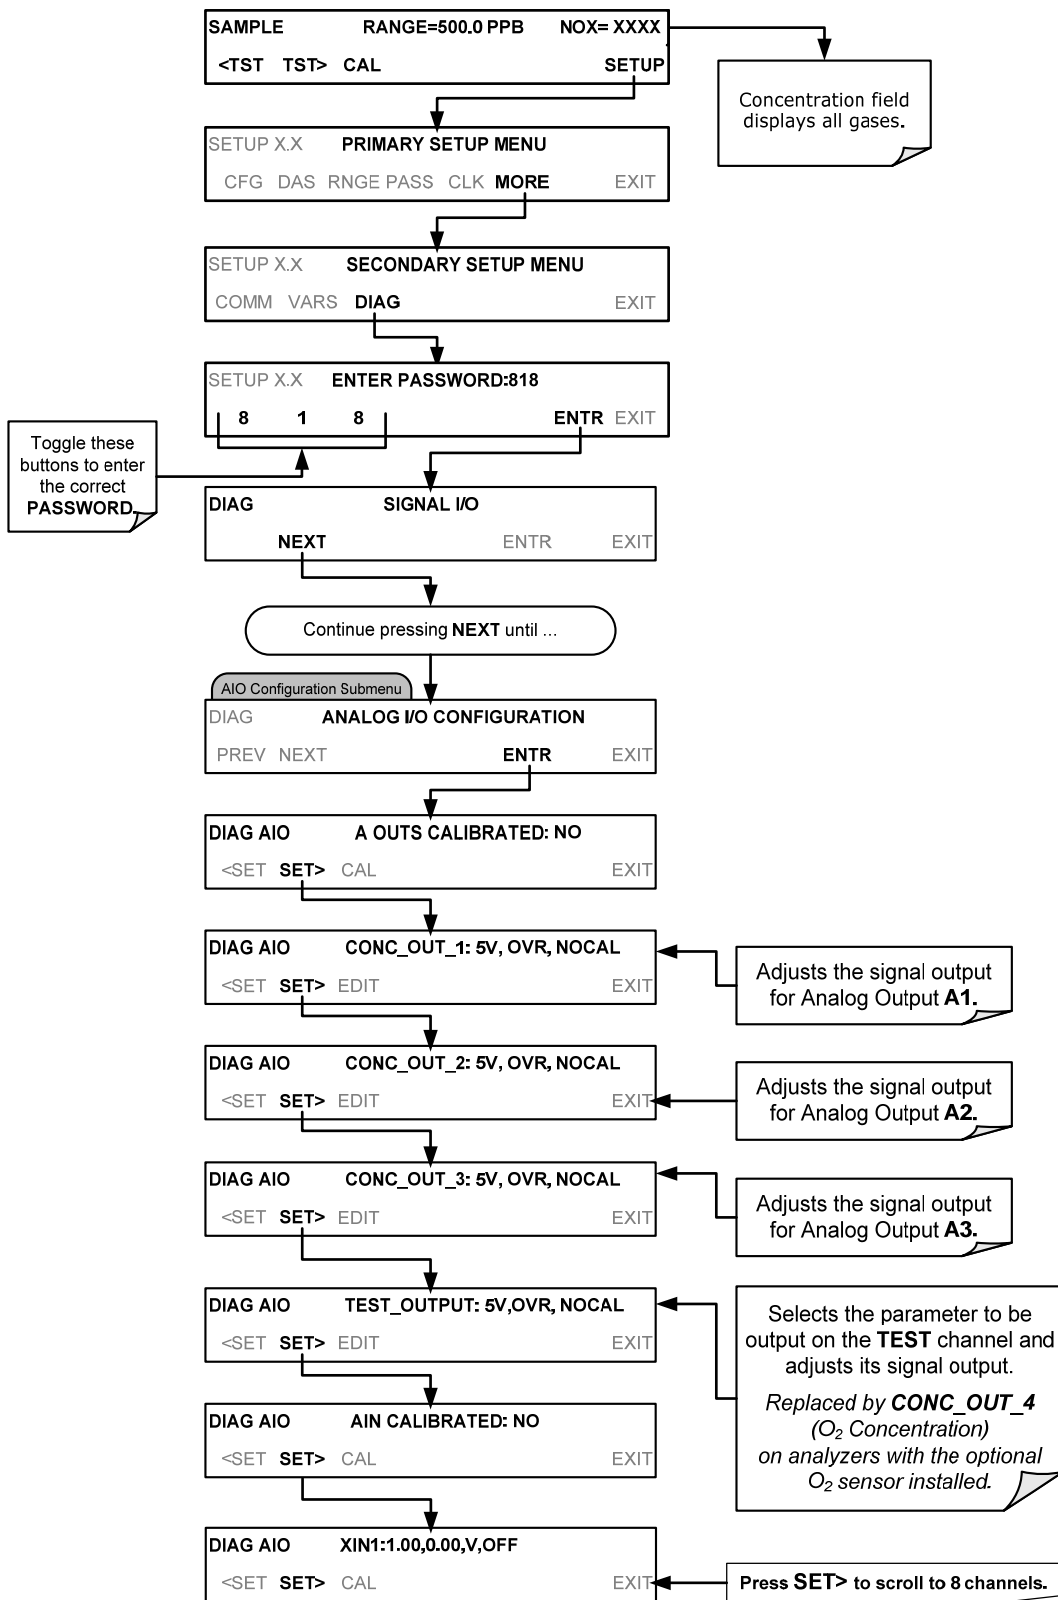 SAMPLE RANGE=500.0 PPB NOX= XXXX
<TST TST> CAL SETUP
Concentration field
displays all gases.
SETUP X.X PRIMARY SETUP MENU
CFG DAS RNGE PASS CLK MORE EXIT
SETUP X.X SECONDARY SETUP MENU
COMM VARS DIAG EXIT
SETUP X.X ENTER PASSWORD:818
8 1 8 ENTR EXIT
Toggle these
buttons to enter
the correct
PASSWORD.
DIAG SIGNAL I/O
NEXT ENTR EXIT
Continue pressing NEXT until ...
AIO Configuration Submenu
DIAG ANALOG I/O CONFIGURATION
PREV NEXT ENTR EXIT
DIAG AIO A OUTS CALIBRATED: NO
<SET SET> CAL EXIT
DIAG AIO CONC_OUT_1: 5V, OVR, NOCAL
<SET SET> EDIT EXIT
Adjusts the signal output
for Analog Output A1.
DIAG AIO CONC_OUT_2: 5V, OVR, NOCAL
<SET SET> EDIT EXIT
Adjusts the signal output
for Analog Output A2.
DIAG AIO CONC_OUT_3: 5V, OVR, NOCAL
<SET SET> EDIT EXIT
Adjusts the signal output
for Analog Output A3.
DIAG AIO TEST_OUTPUT: 5V,OVR, NOCAL
<SET SET> EDIT EXIT
Selects the parameter to be
output on the TEST channel and
adjusts its signal output.
Replaced by CONC_OUT_4
(O₂ Concentration)
on analyzers with the optional
O₂ sensor installed.
DIAG AIO AIN CALIBRATED: NO
<SET SET> CAL EXIT
DIAG AIO XIN1:1.00,0.00,V,OFF
<SET SET> CAL EXIT
Press SET> to scroll to 8 channels.